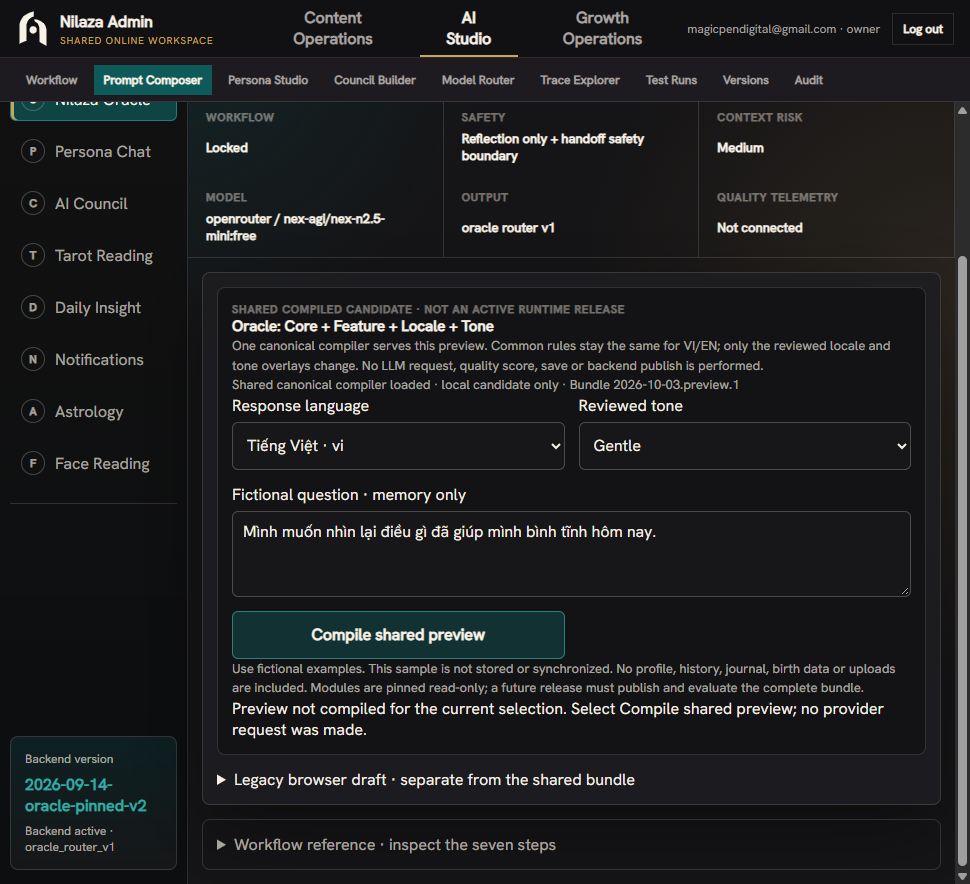 Nilaza Admin
SHARED ONLINE WORKSPACE
Content
Operations
AI
Studio
Growth
Operations
magicpendigital@gmail.com · owner
Log out
Workflow
Prompt Composer
Persona Studio
Council Builder
Model Router
Trace Explorer
Test Runs
Versions
Audit
Nilaza Oracle
P Persona Chat
C AI Council
T Tarot Reading
D Daily Insight
N Notifications
A Astrology
F Face Reading
Backend version
2026-09-14-
oracle-pinned-v2
Backend active ·
oracle_router_v1
WORKFLOW
Locked
SAFETY
Reflection only + handoff safety
boundary
CONTEXT RISK
Medium
MODEL
openrouter / nex-agi/nex-n2.5-
mini:free
OUTPUT
oracle router v1
QUALITY TELEMETRY
Not connected
SHARED COMPILED CANDIDATE · NOT AN ACTIVE RUNTIME RELEASE
Oracle: Core + Feature + Locale + Tone
One canonical compiler serves this preview. Common rules stay the same for VI/EN; only the reviewed locale and
tone overlays change. No LLM request, quality score, save or backend publish is performed.
Shared canonical compiler loaded · local candidate only · Bundle 2026-10-03.preview.1
Response language
Reviewed tone
Tiếng Việt · vi
Gentle
Fictional question · memory only
Mình muốn nhìn lại điều gì đã giúp mình bình tĩnh hôm nay.
Compile shared preview
Use fictional examples. This sample is not stored or synchronized. No profile, history, journal, birth data or uploads
are included. Modules are pinned read-only; a future release must publish and evaluate the complete bundle.
Preview not compiled for the current selection. Select Compile shared preview; no provider
request was made.
Legacy browser draft · separate from the shared bundle
Workflow reference · inspect the seven steps